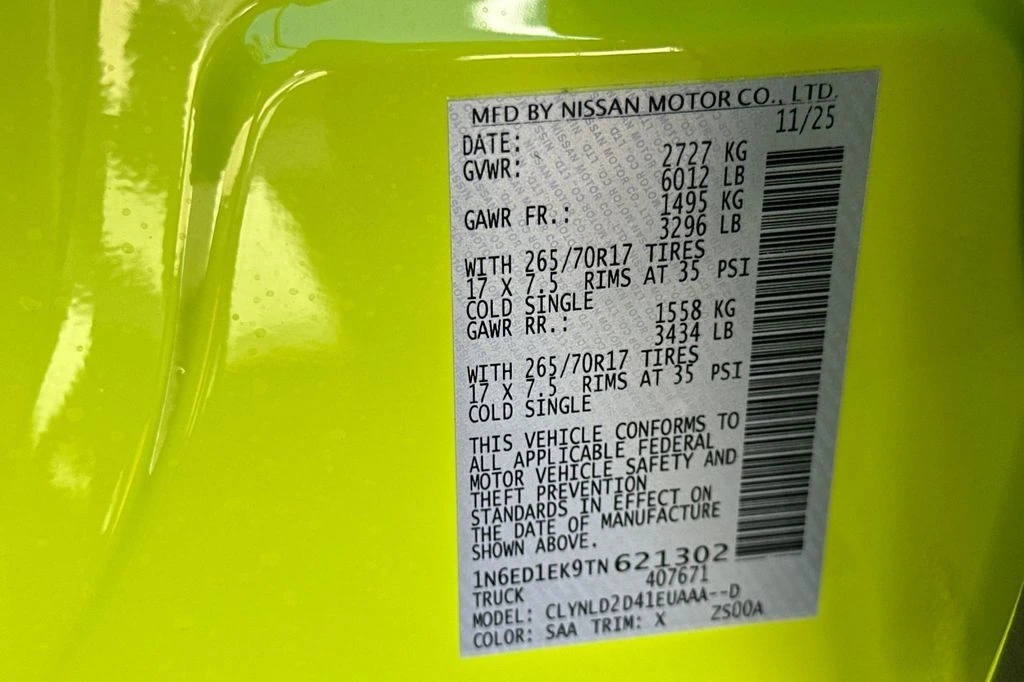 MFD BY NISSAN MOTOR CO., LTD.
DATE: 11/25
GVWR: 2727 KG
6012 LB
GAWR FR.: 1495 KG
3296 LB
WITH 265/70R17 TIRES
17 X 7.5 RIMS AT 35 PSI
COLD SINGLE
GAWR RR.: 1558 KG
3434 LB
WITH 265/70R17 TIRES
17 X 7.5 RIMS AT 35 PSI
COLD SINGLE
THIS VEHICLE CONFORMS TO
ALL APPLICABLE FEDERAL
MOTOR VEHICLE SAFETY AND
THEFT PREVENTION
STANDARDS IN EFFECT ON
THE DATE OF MANUFACTURE
SHOWN ABOVE.
1N6ED1EK9TN 621302
TRUCK 407671
MODEL: CLYNLD2D41EUAAA--D
COLOR: SAA TRIM: X ZS00A